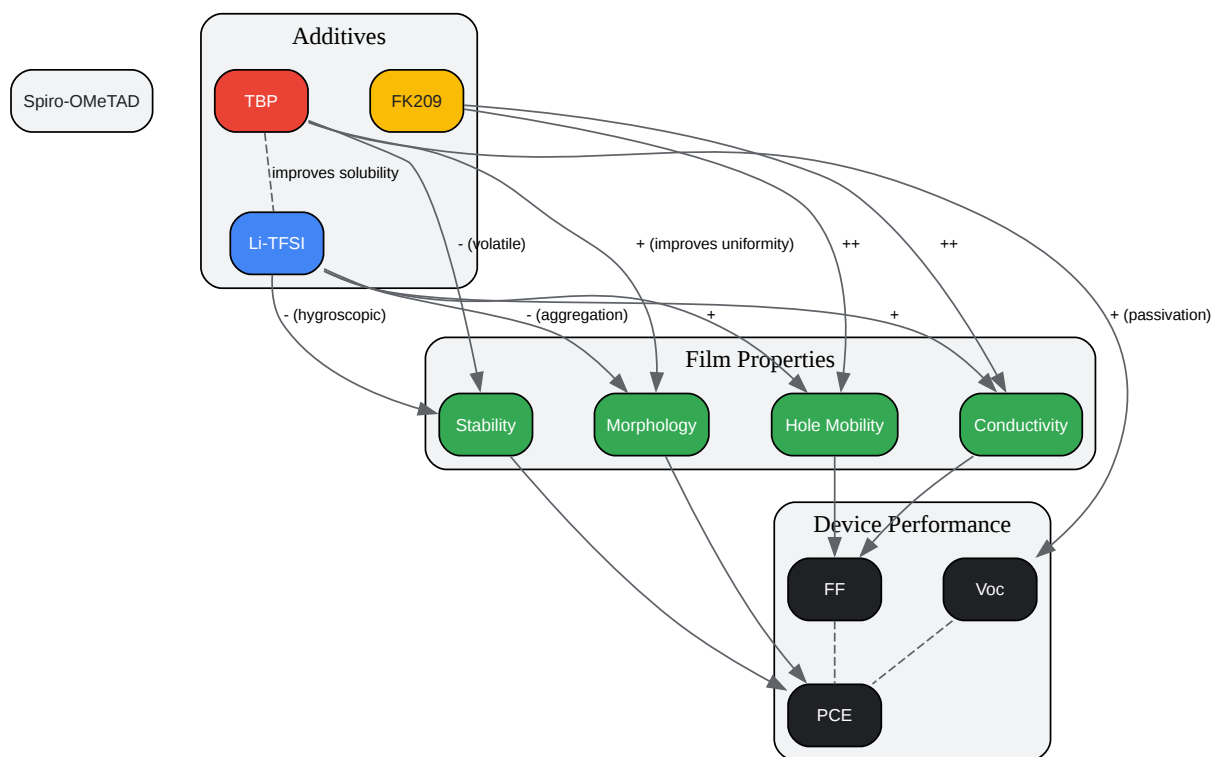 Additives
Spiro-OMeTAD
TBP
FK209
improves solubility
Li-TFSI
- (volatile)
+ (improves uniformity)
++
++
- (hygroscopic)
- (aggregation)
+
+
+ (passivation)
Film Properties
Stability
Morphology
Hole Mobility
Conductivity
Device Performance
FF
Voc
PCE